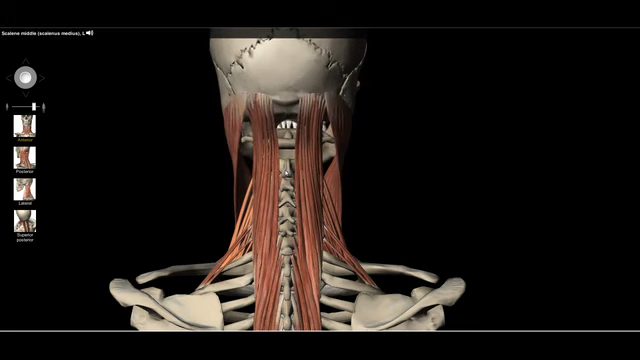 Scalene middle (scalenus medius), L
Anterior
Posterior
Lateral
Superior
posterior